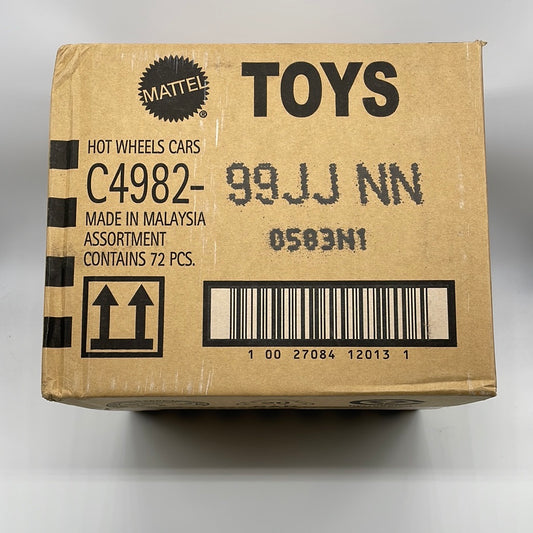 MATTEL
®
TOYS
HOT WHEELS CARS
C4982- 99JJ NN
MADE IN MALAYSIA
ASSORTMENT
CONTAINS 72 PCS.
0583N1
1 00 27084 12013 1